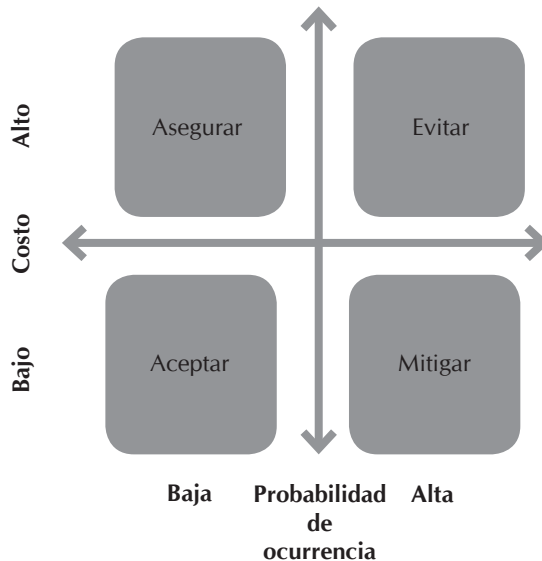 Alto
Asegurar
Evitar
Costo
Bajo
Aceptar
Mitigar
Baja
Probabilidad
de
ocurrencia
Alta